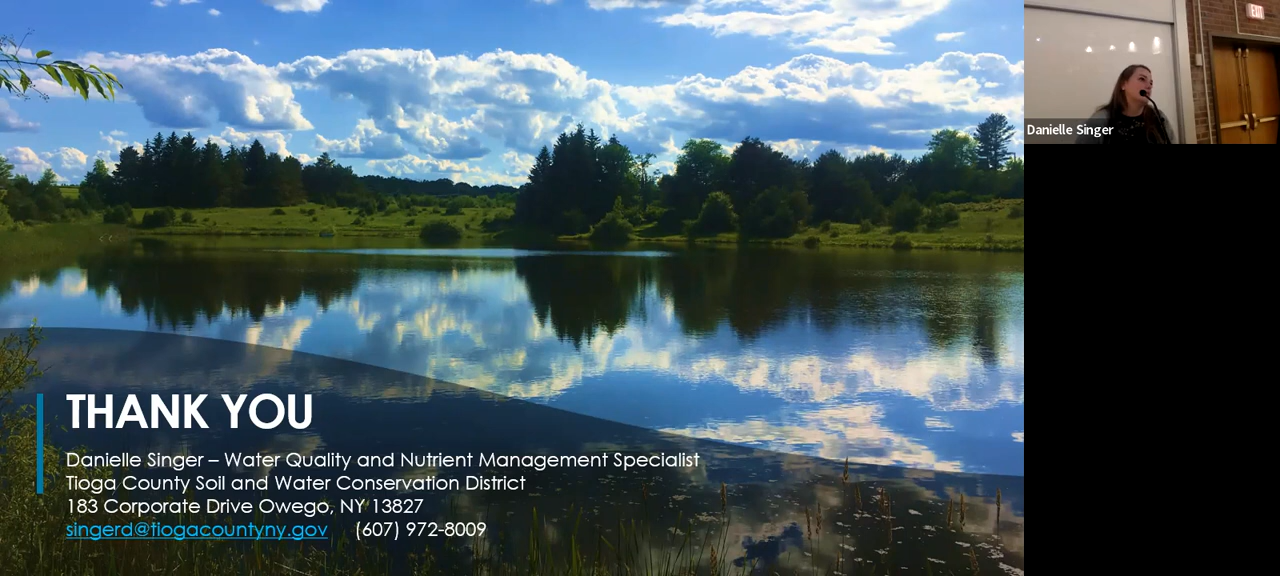 EXIT
Danielle Singer
THANK YOU
Danielle Singer – Water Quality and Nutrient Management Specialist
Tioga County Soil and Water Conservation District
183 Corporate Drive Owego, NY 13827
singerd@tiogacountyny.gov (607) 972-8009